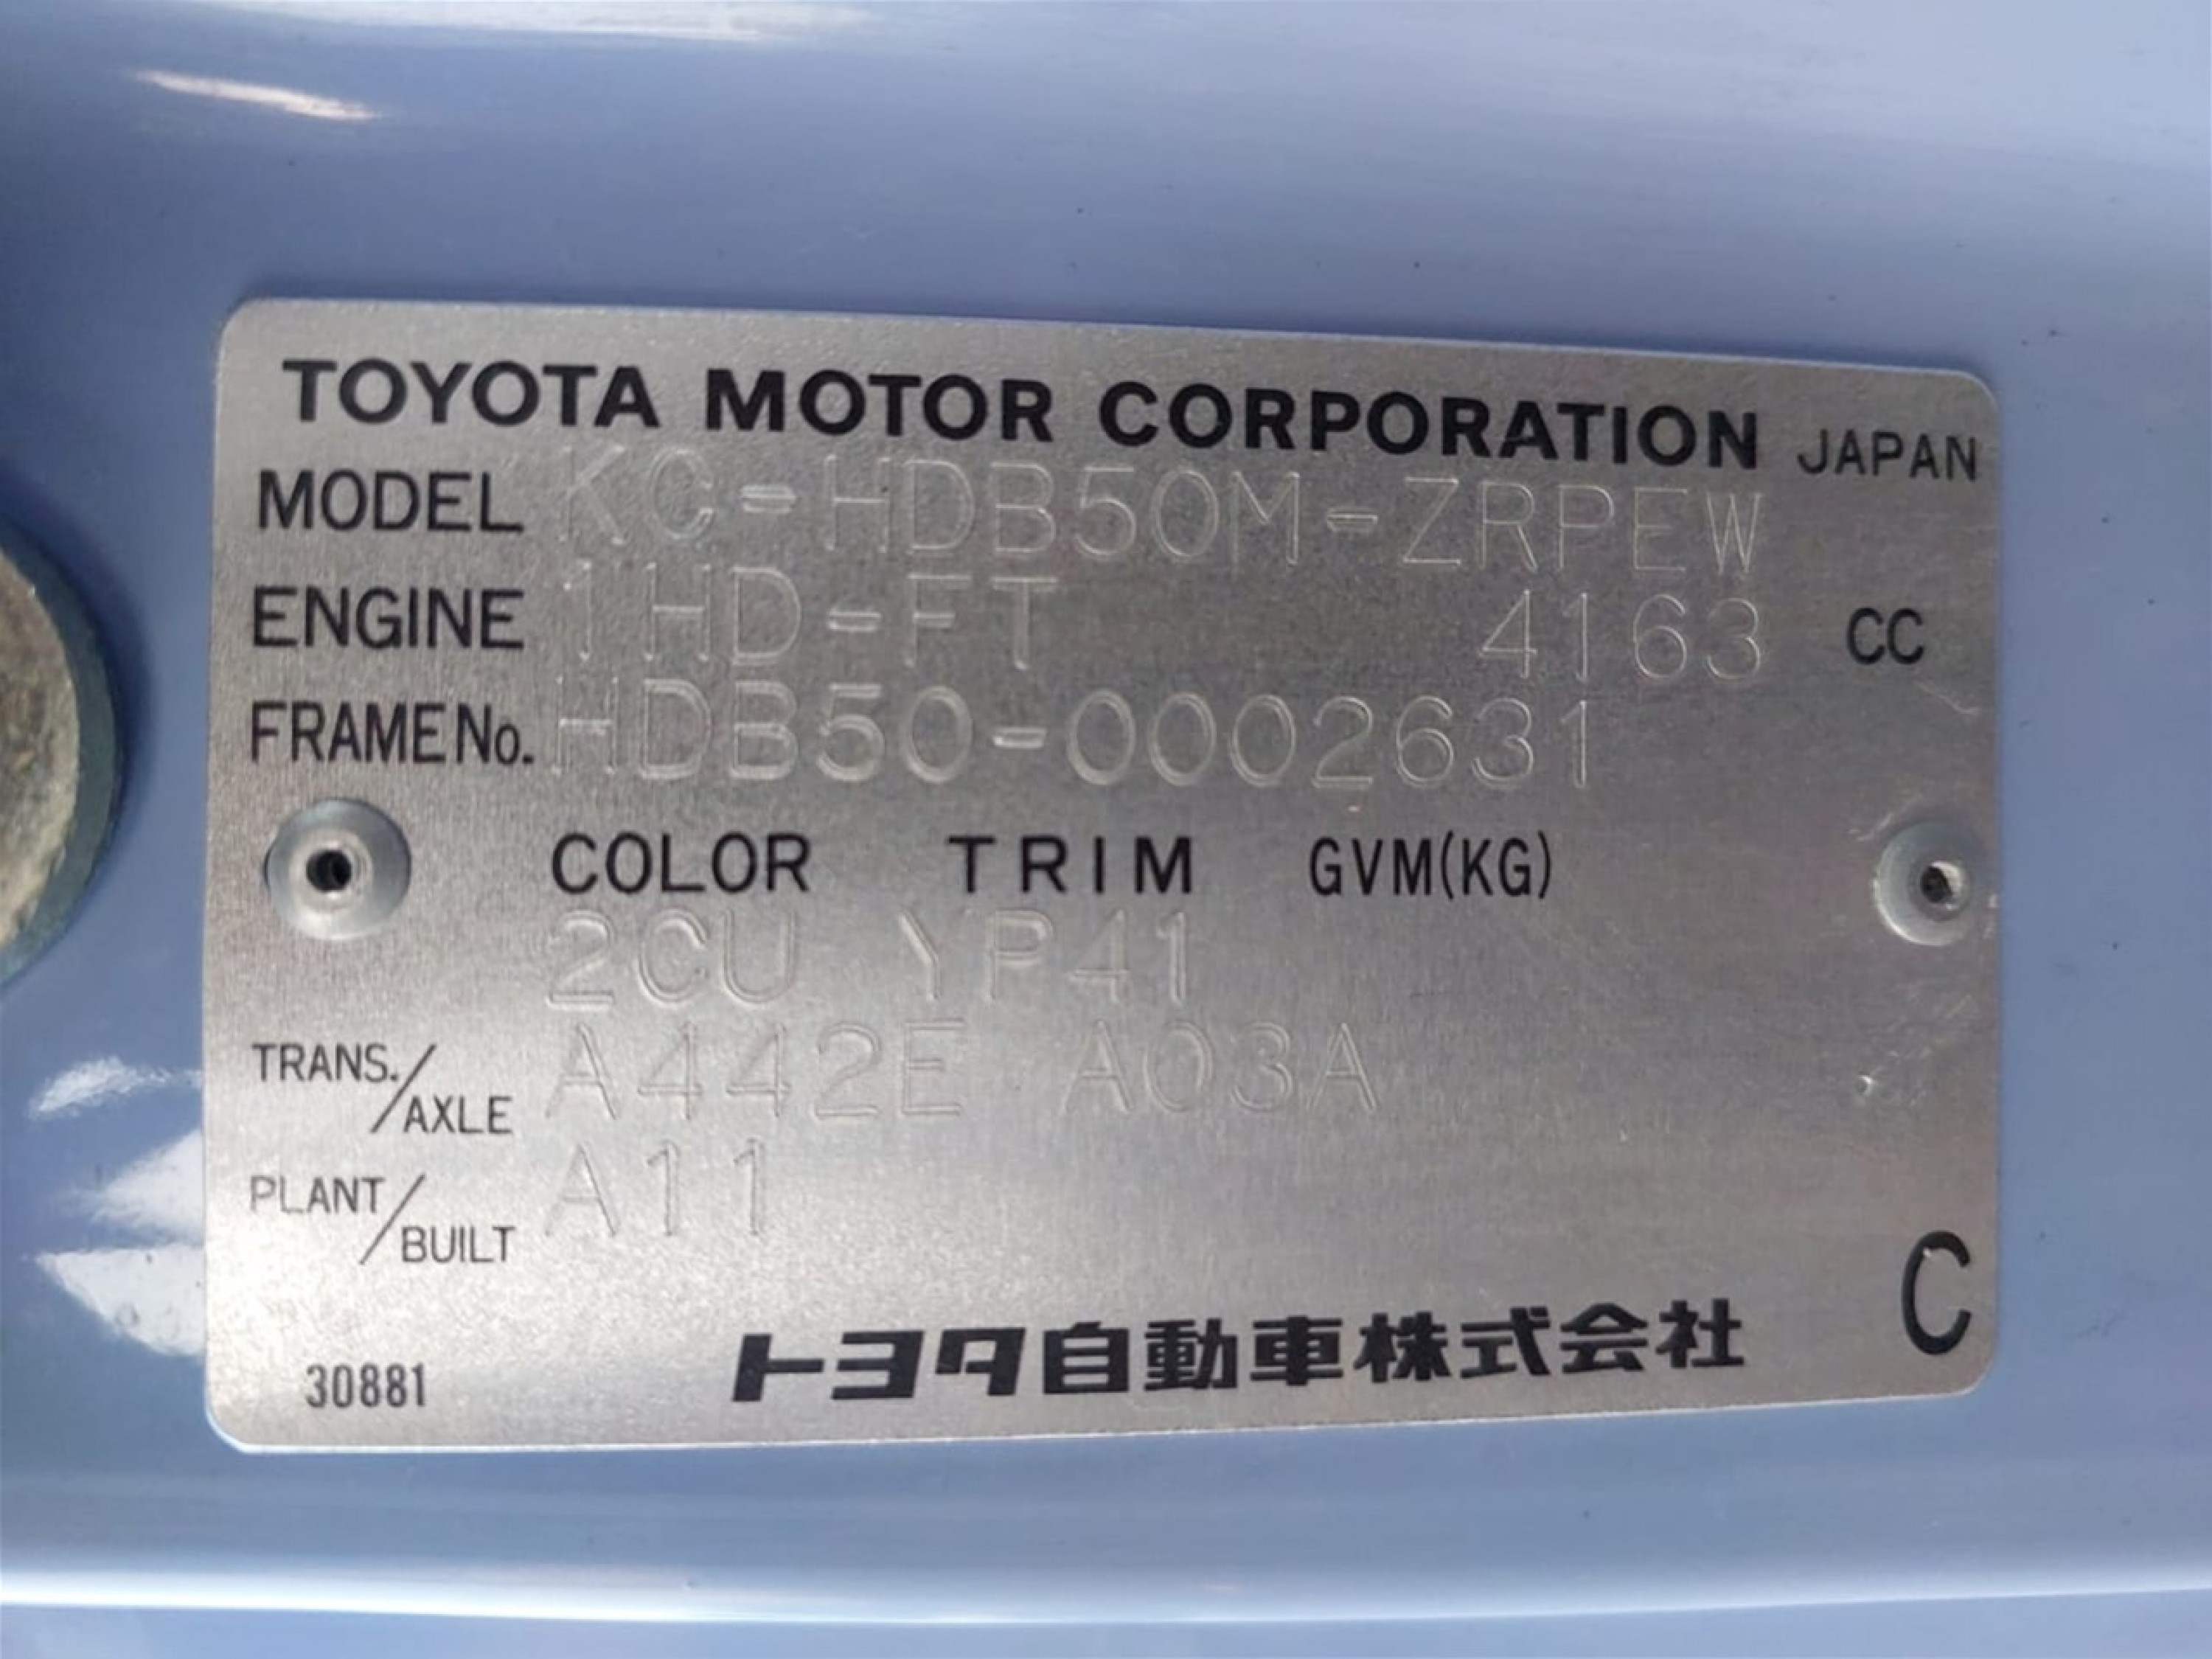 TOYOTA MOTOR CORPORATION JAPAN
MODEL KC-HDB50M-ZRPEW
ENGINE 1HD-FT 4163 CC
FRAME No. HDB50-0002631
COLOR TRIM GVM(KG)
2CU YP41
TRANS./AXLE A442E A03A
PLANT/BUILT A11
C
30881 トヨタ自動車株式会社